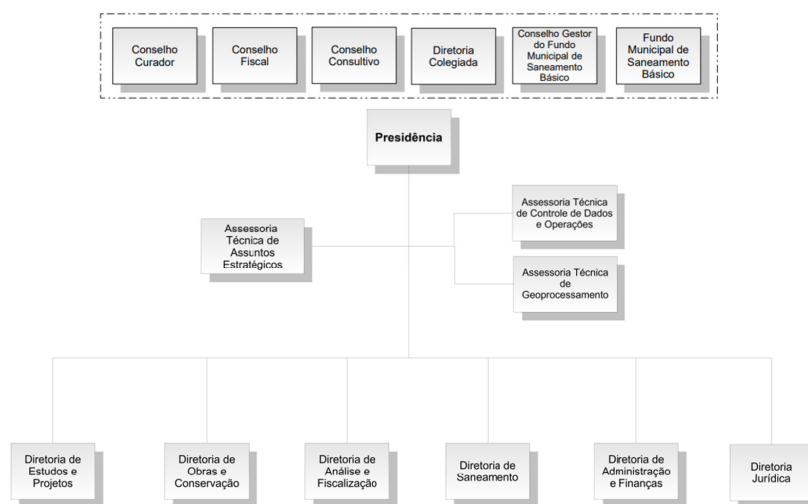 Conselho
Curador
Conselho
Fiscal
Conselho
Consultivo
Diretoria
Colegiada
Conselho Gestor
do Fundo
Municipal de
Saneamento
Básico
Fundo
Municipal de
Saneamento
Básico
Presidência
Assessoria
Técnica de
Assuntos
Estratégicos
Assessoria Técnica
de Controle de Dados
e Operações
Assessoria Técnica
de
Geoprocessamento
Diretoria de
Estudos e
Projetos
Diretoria de
Obras e
Conservação
Diretoria de
Análise e
Fiscalização
Diretoria de
Saneamento
Diretoria de
Administração
e Finanças
Diretoria
Jurídica